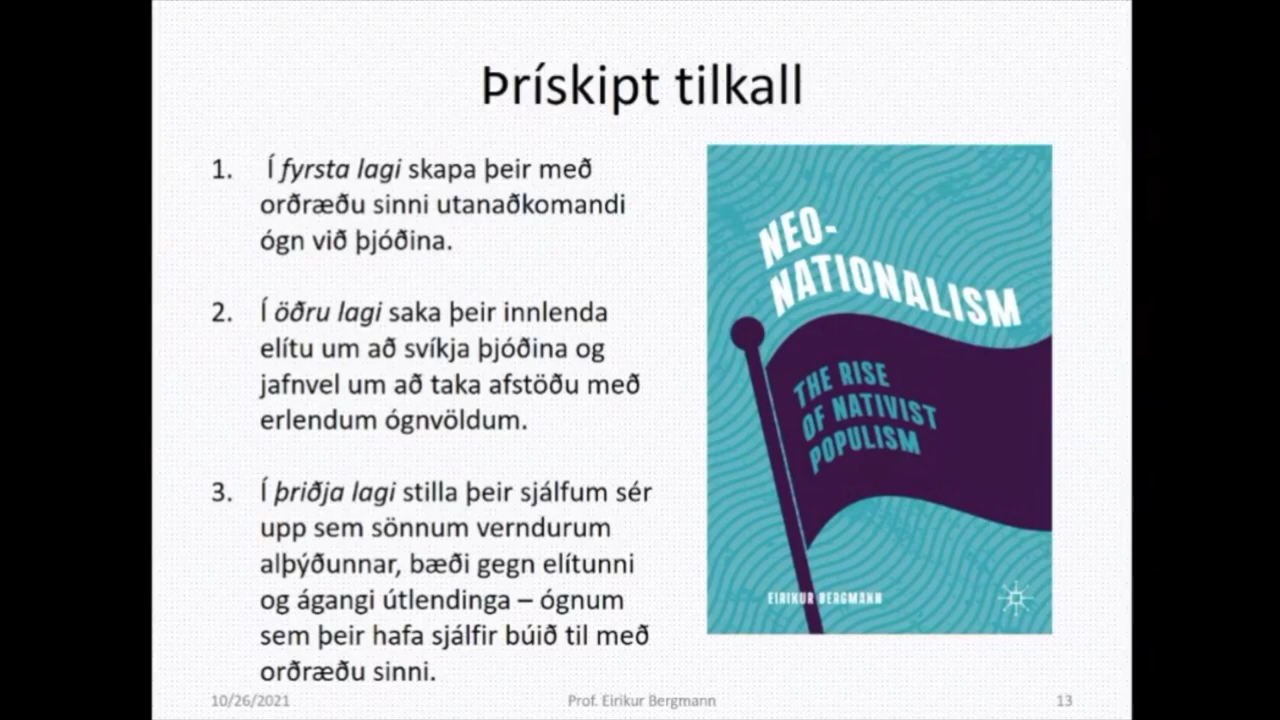 Þrískipt tilkall
1. Í fyrsta lagi skapa þeir með
orðræðu sinni utanaðkomandi
ógn við þjóðina.
2. Í öðru lagi saka þeir innlenda
elítu um að svíkja þjóðina og
jafnvel um að taka afstöðu með
erlendum ógnvöldum.
3. Í þriðja lagi stilla þeir sjálfum sér
upp sem sönnum verndurum
alþýðunnar, bæði gegn elítunni
og ágangi útlendinga – ógnum
sem þeir hafa sjálfir búið til með
orðræðu sinni.
NEO-
NATIONALISM
THE RISE
OF NATIVIST
POPULISM
EIRIKUR BERGMANN
10/26/2021
Prof. Eirikur Bergmann
13